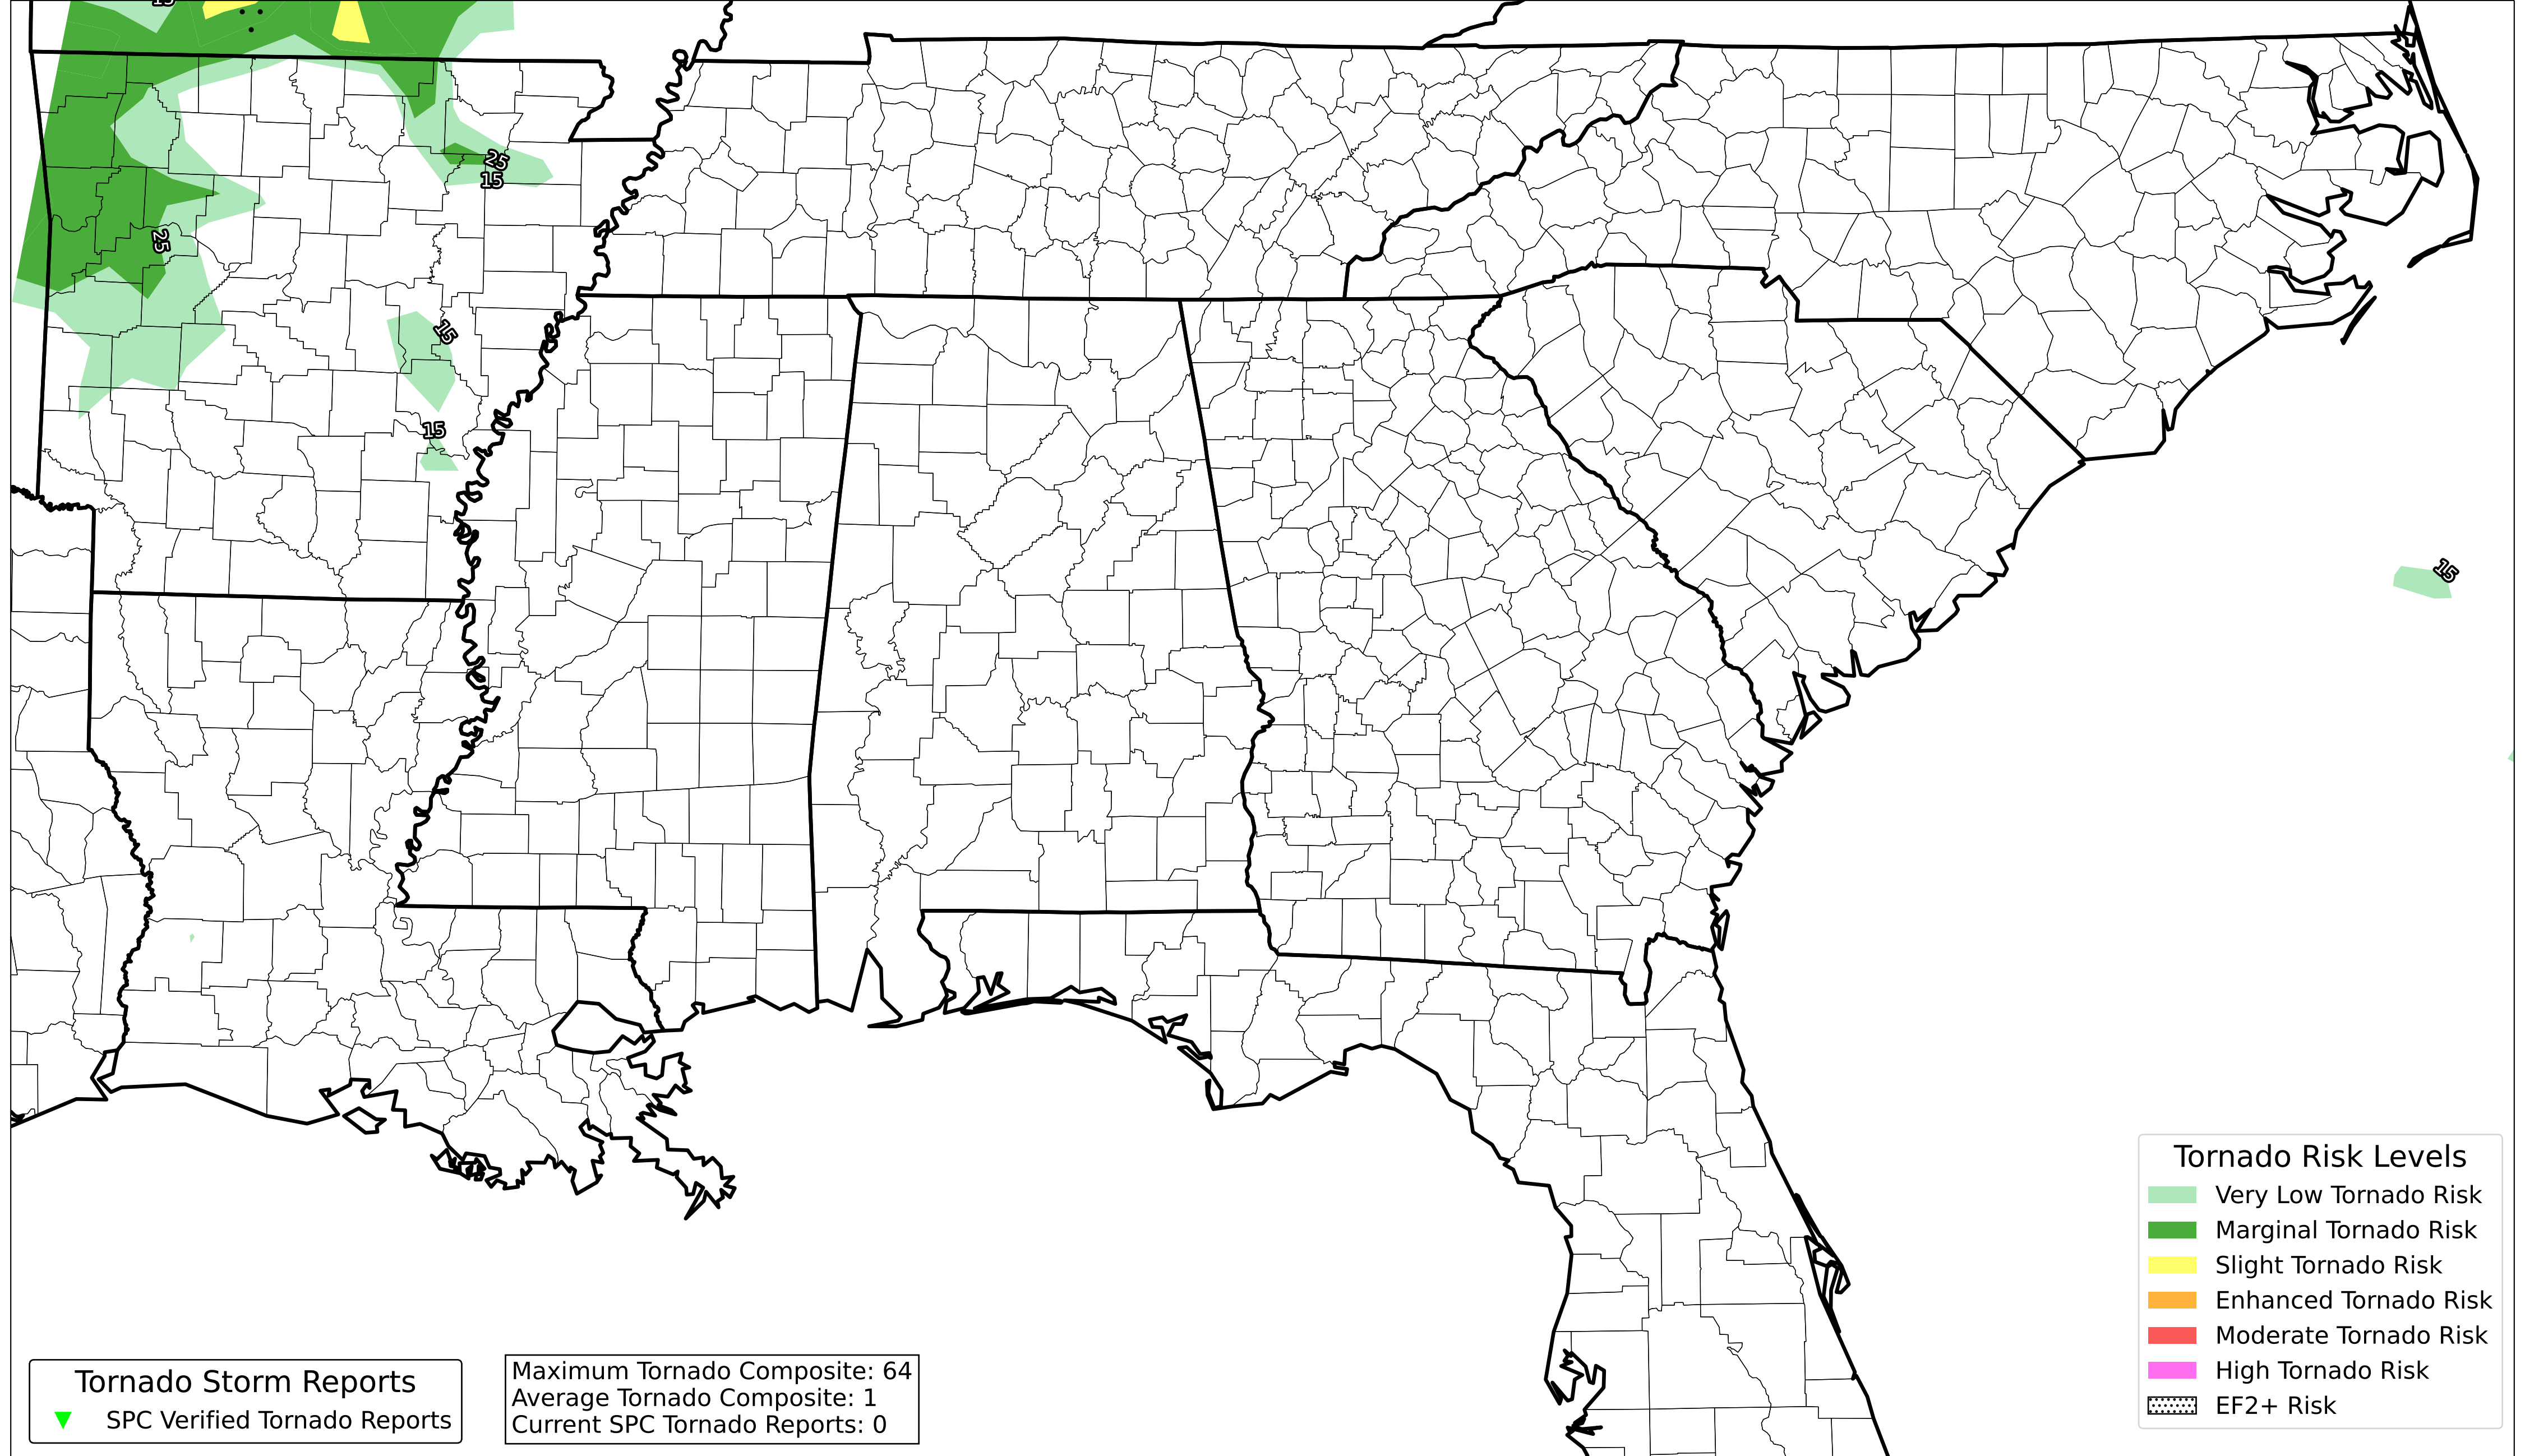 15
25
15
25
15
15
15
Tornado Risk Levels
Very Low Tornado Risk
Marginal Tornado Risk
Slight Tornado Risk
Enhanced Tornado Risk
Moderate Tornado Risk
High Tornado Risk
EF2+ Risk
Tornado Storm Reports
SPC Verified Tornado Reports
Maximum Tornado Composite: 64
Average Tornado Composite: 1
Current SPC Tornado Reports: 0